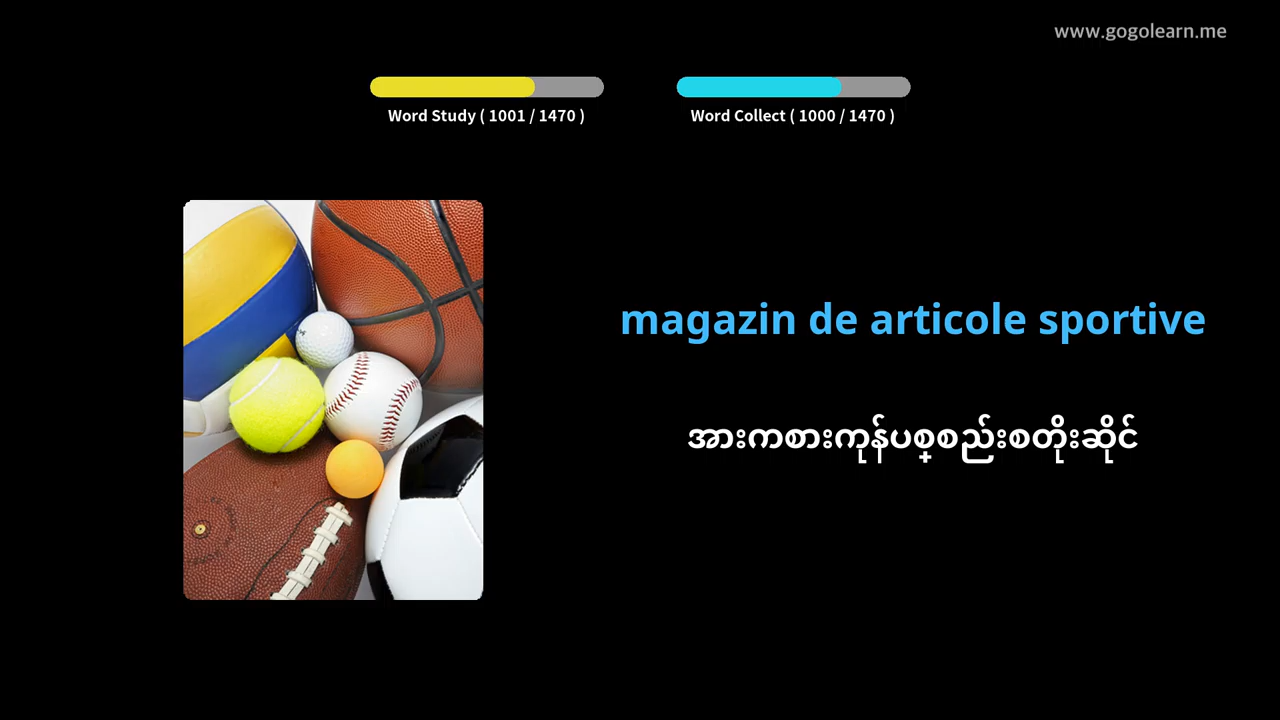 www.gogolearn.me
Word Study ( 1001 / 1470 )
Word Collect ( 1000 / 1470 )
magazin de articole sportive
အားကစားကုန်ပစ္စည်းစတိုးဆိုင်